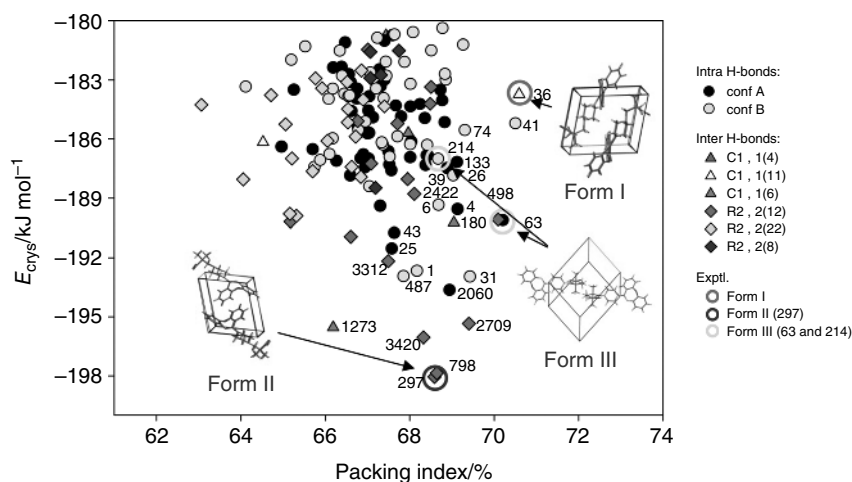 −180
−183
−186
−189
−192
−195
−198
E_crys/kJ mol−1
62
64
66
68
70
72
74
Packing index/%
36
41
74
214
133
39
26
498
2422
6
4
180
63
43
25
3312
1
487
31
2060
1273
2709
3420
798
297
Form I
Form II
Form III
Intra H-bonds:
conf A
conf B
Inter H-bonds:
C1 , 1(4)
C1 , 1(11)
C1 , 1(6)
R2 , 2(12)
R2 , 2(22)
R2 , 2(8)
Exptl.
Form I
Form II (297)
Form III (63 and 214)